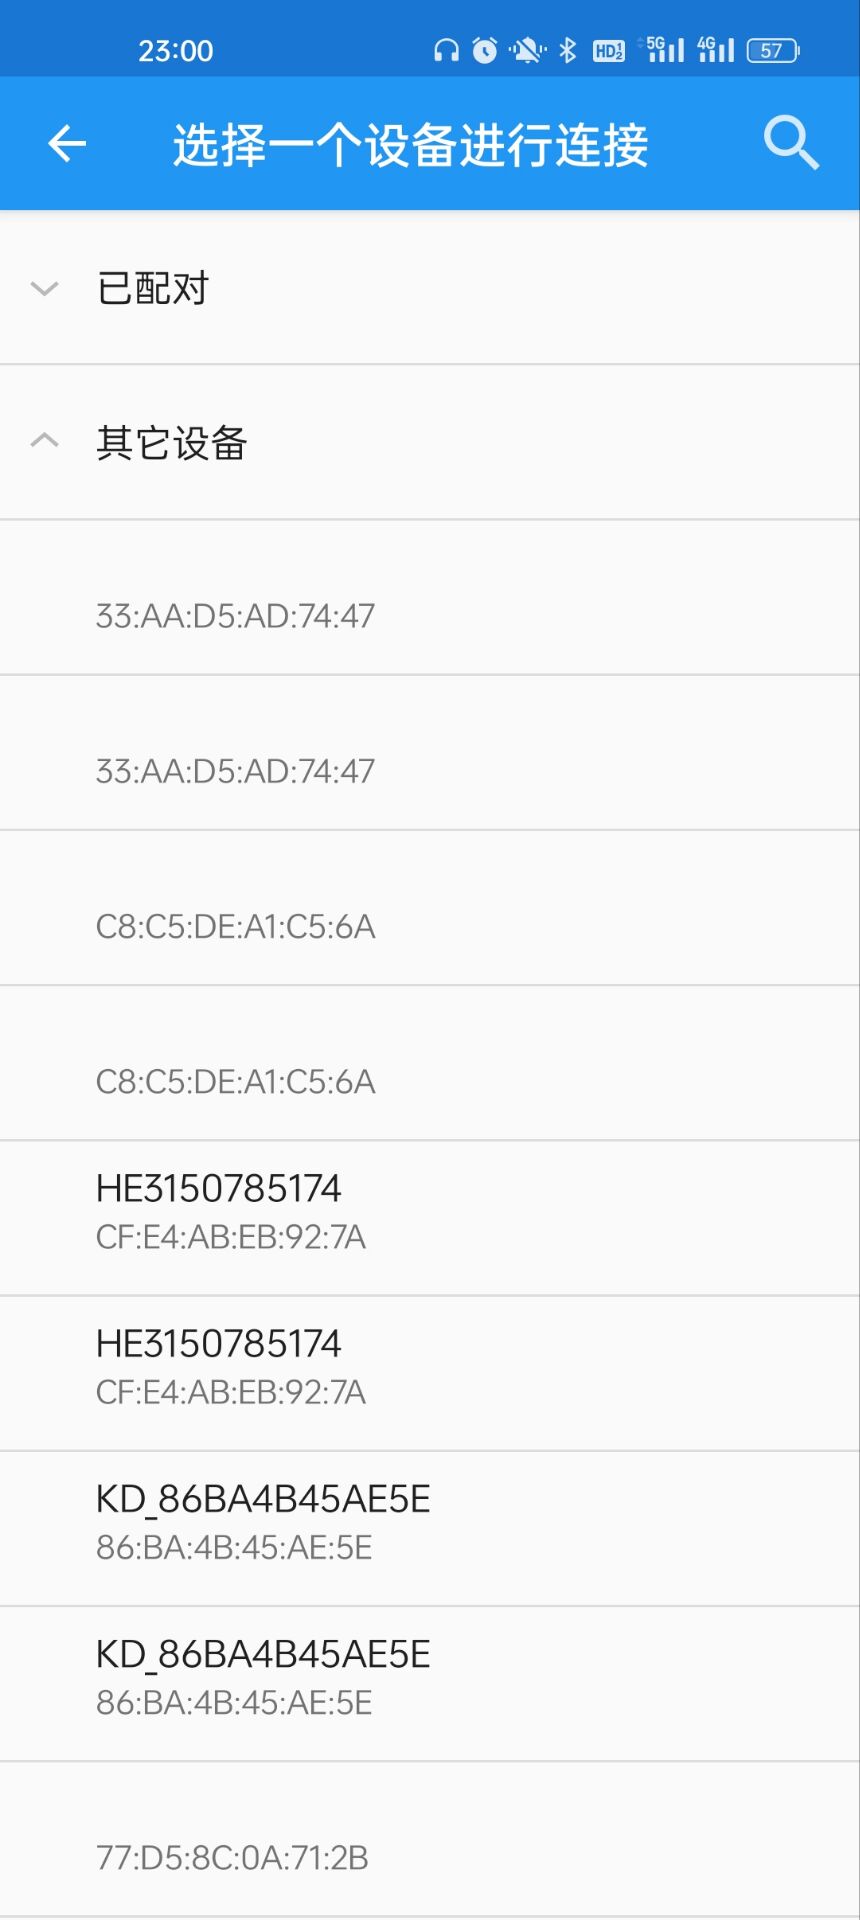 23:00 HD 1 2 5G 4G 57
选择一个设备进行连接
已配对
其它设备
33:AA:D5:AD:74:47
33:AA:D5:AD:74:47
C8:C5:DE:A1:C5:6A
C8:C5:DE:A1:C5:6A
HE3150785174
CF:E4:AB:EB:92:7A
HE3150785174
CF:E4:AB:EB:92:7A
KD_86BA4B45AE5E
86:BA:4B:45:AE:5E
KD_86BA4B45AE5E
86:BA:4B:45:AE:5E
77:D5:8C:0A:71:2B